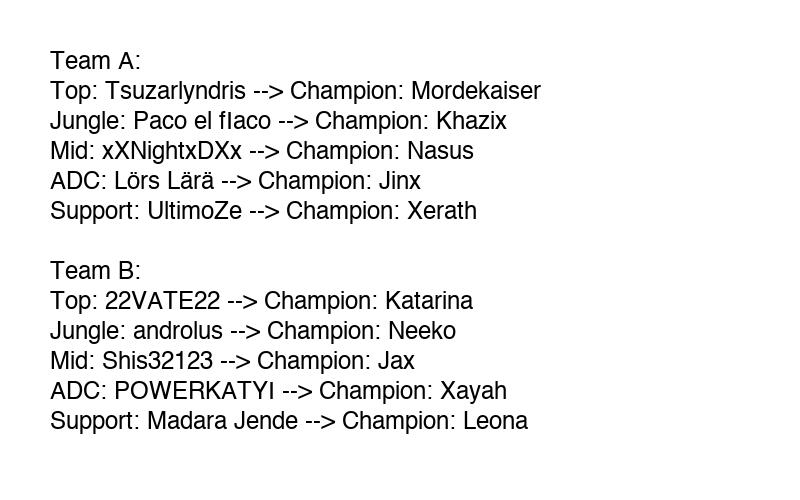 Team A:
Top: Tsuzarlyndris --> Champion: Mordekaiser
Jungle: Paco el fIaco --> Champion: Khazix
Mid: xXNightxDXx --> Champion: Nasus
ADC: Lörs Lärä --> Champion: Jinx
Support: UltimoZe --> Champion: Xerath

Team B:
Top: 22VATE22 --> Champion: Katarina
Jungle: androlus --> Champion: Neeko
Mid: Shis32123 --> Champion: Jax
ADC: POWERKATYI --> Champion: Xayah
Support: Madara Jende --> Champion: Leona